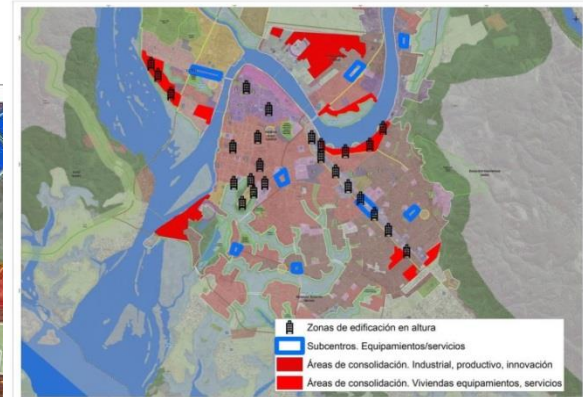 Zonas de edificación en altura
Subcentros. Equipamientos/servicios
Áreas de consolidación. Industrial, productivo, innovación
Áreas de consolidación. Viviendas equipamientos, servicios